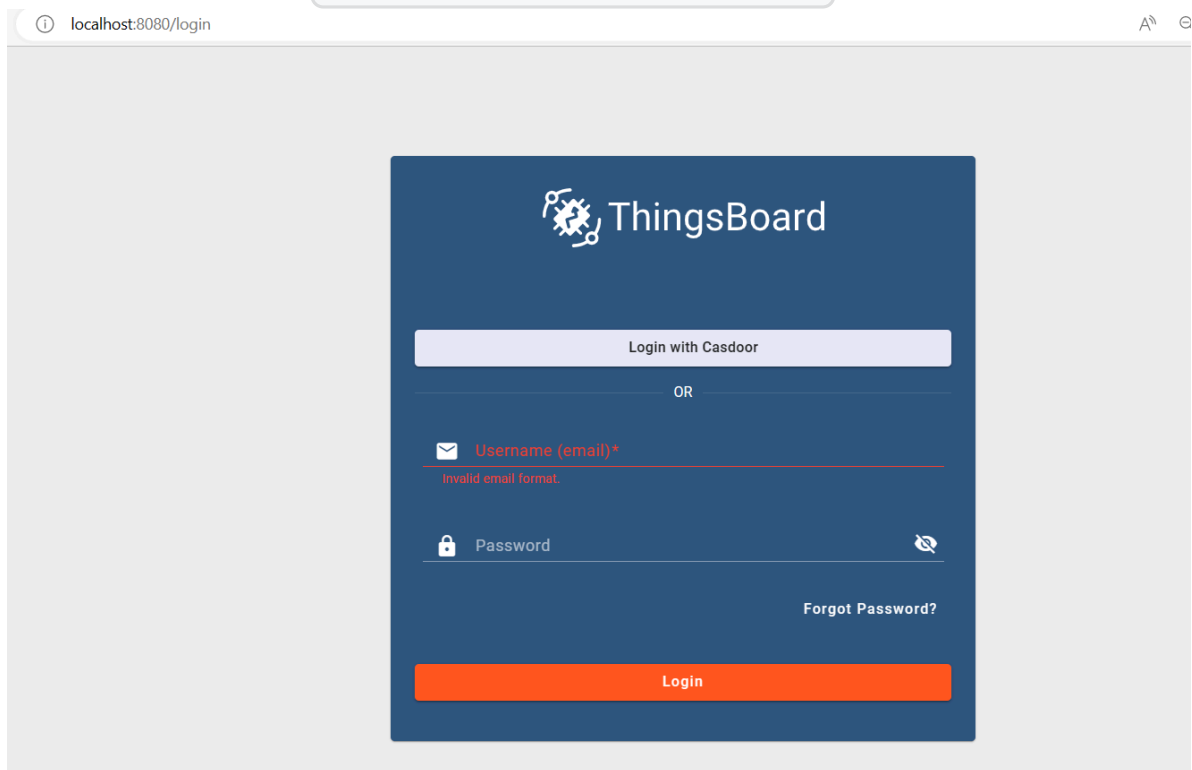 localhost:8080/login
ThingsBoard
Login with Casdoor
OR
Username (email)*
Invalid email format.
Password
Forgot Password?
Login